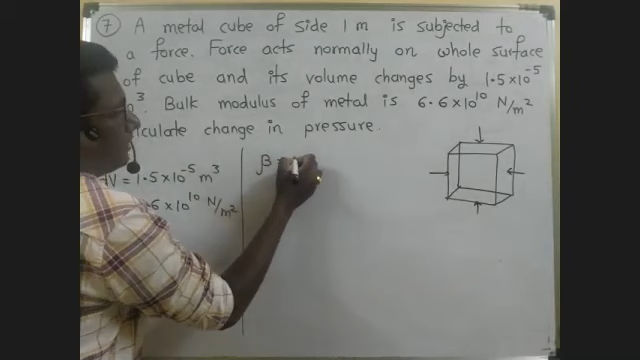 ⑦ A metal cube of side 1 m is subjected to
a force. Force acts normally on whole surface
of cube and its volume changes by 1.5×10⁻⁵
³. Bulk modulus of metal is 6.6×10¹⁰ N/m²
change in pressure.
V = 1.5×10⁻⁵ m³
6×10¹⁰ N/m²
β =